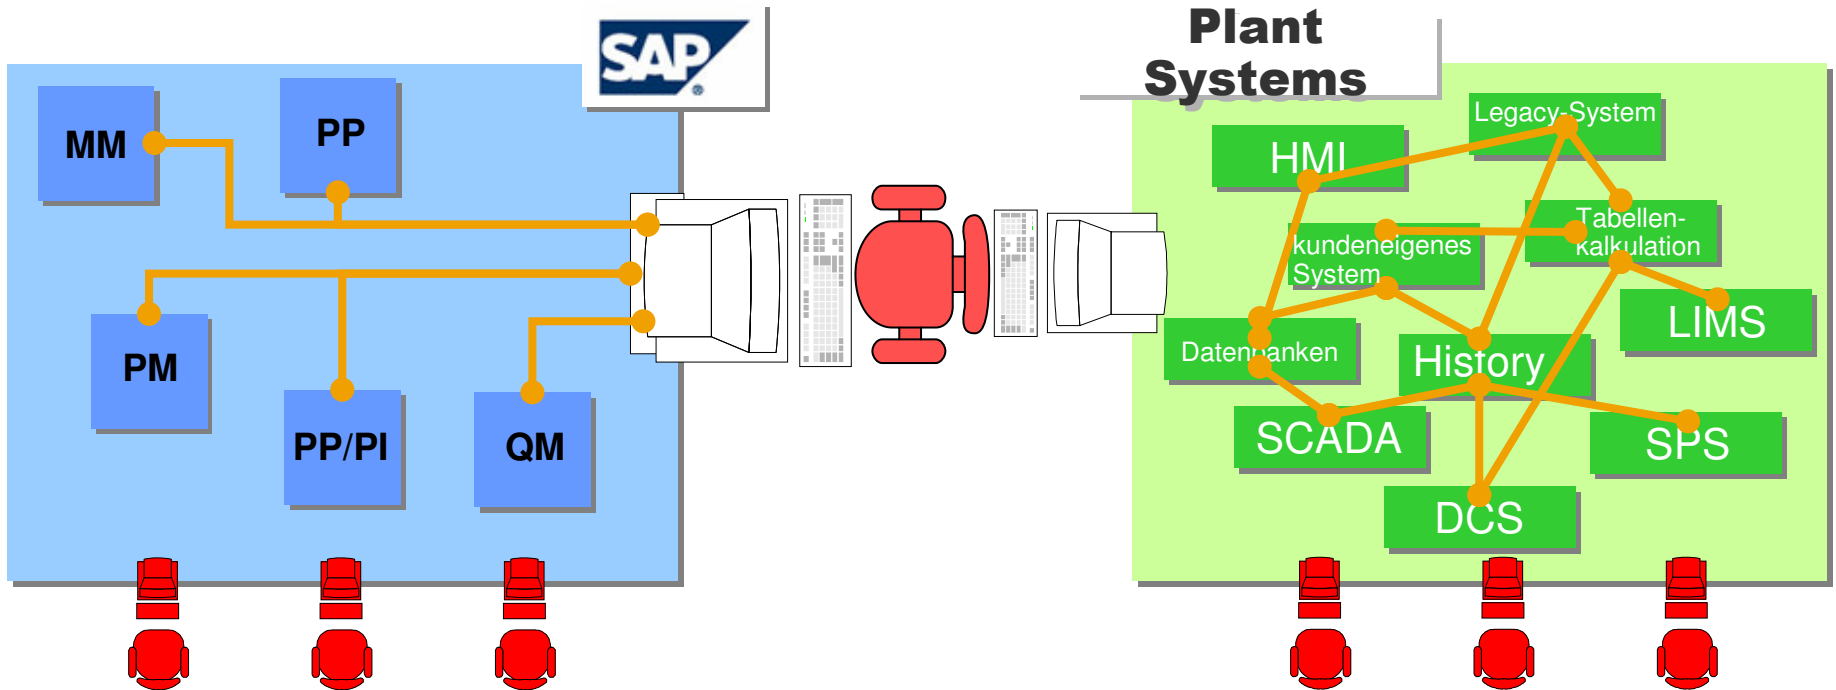 SAP
®
Plant
Systems
MM
PP
PM
PP/PI
QM
Legacy-System
HMI
Tabellen-
kalkulation
kundeneigenes
System
LIMS
Datenbanken
History
SCADA
SPS
DCS